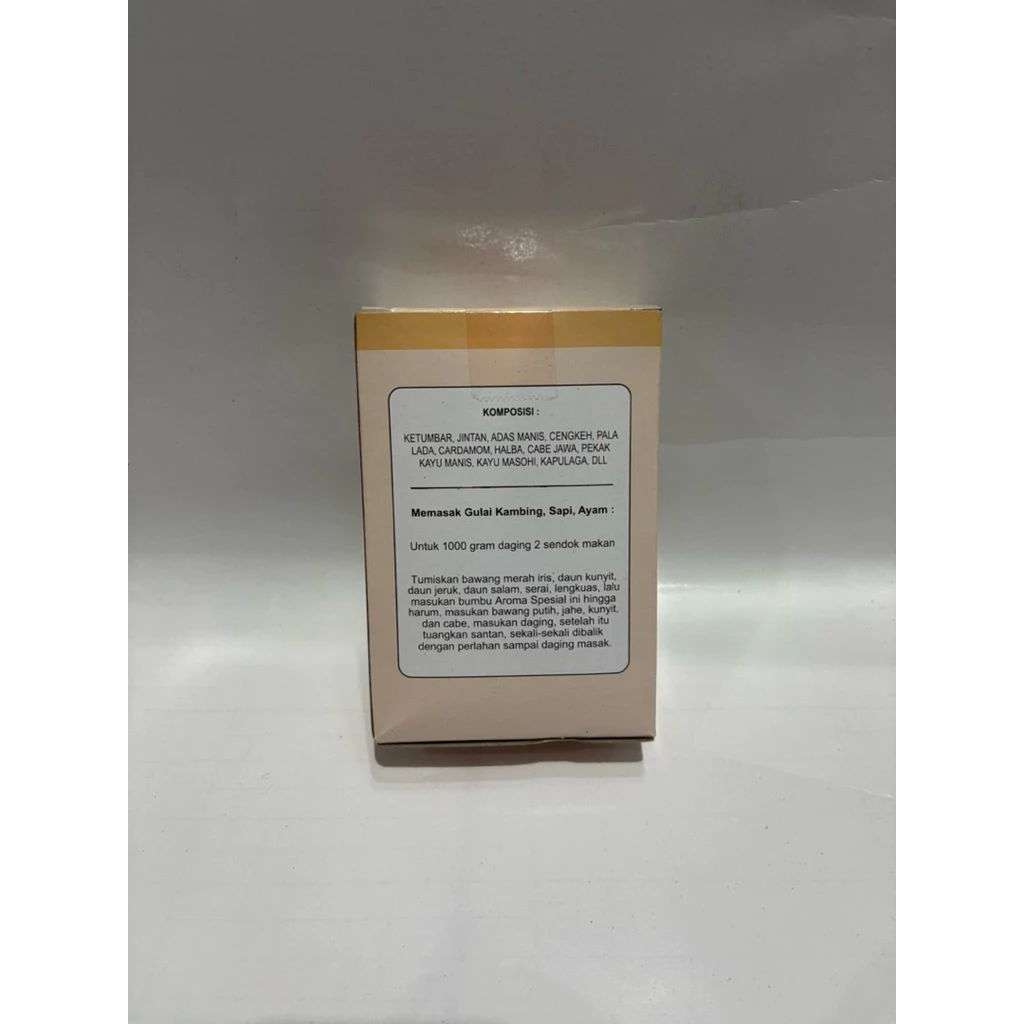 KOMPOSISI :
KETUMBAR, JINTAN, ADAS MANIS, CENGKEH, PALA
LADA, CARDAMOM, HALBA, CABE JAWA, PEKAK
KAYU MANIS, KAYU MASOHI, KAPULAGA, DLL
Memasak Gulai Kambing, Sapi, Ayam :
Untuk 1000 gram daging 2 sendok makan
Tumiskan bawang merah iris, daun kunyit,
daun jeruk, daun salam, serai, lengkuas, lalu
masukan bumbu Aroma Spesial ini hingga
harum, masukan bawang putih, jahe, kunyit,
dan cabe, masukan daging, setelah itu
tuangkan santan, sekali-sekali dibalik
dengan perlahan sampai daging masak.